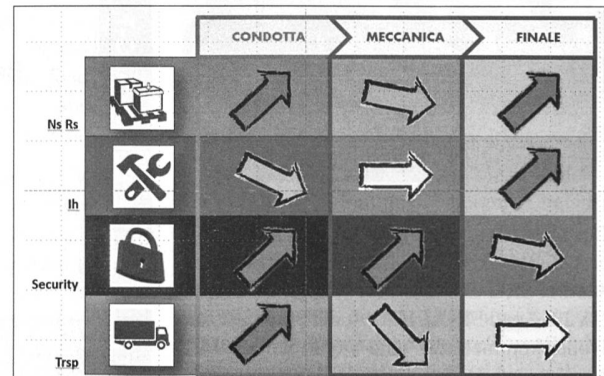 CONDOTTA MECCANICA FINALE
Ns Rs
Ih
Security
Trsp